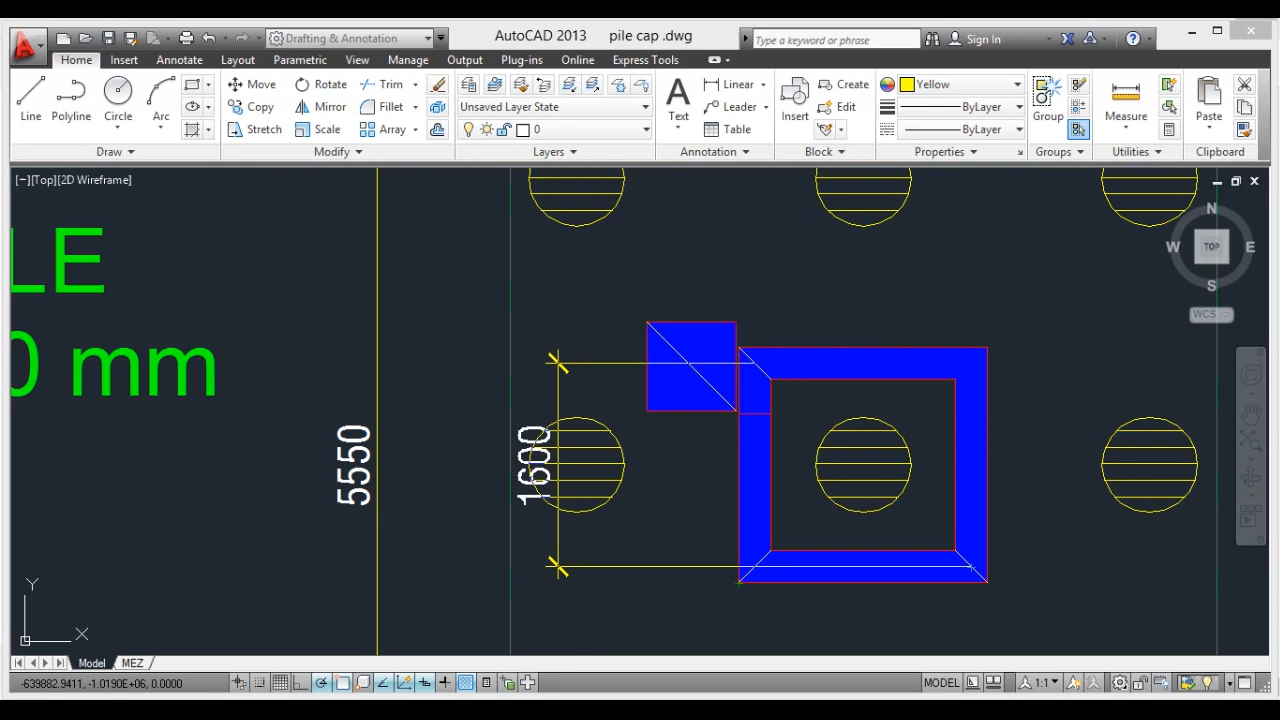 AutoCAD 2013 pile cap .dwg
Drafting & Annotation
Type a keyword or phrase
Sign In
Home Insert Annotate Layout Parametric View Manage Output Plug-ins Online Express Tools
Line Polyline Circle Arc
Move Rotate Trim
Copy Mirror Fillet
Stretch Scale Array
Unsaved Layer State
0
Text
Linear
Leader
Table
Insert
Create
Edit
Yellow
ByLayer
ByLayer
Group
Measure
Paste
Draw Modify Layers Annotation Block Properties Groups Utilities Clipboard
[−][Top][2D Wireframe]
N
W TOP E
S
WCS
LE
0 mm
5550
1600
Y
X
Model MEZ
-639882.9411, -1.0190E+06, 0.0000
MODEL
1:1